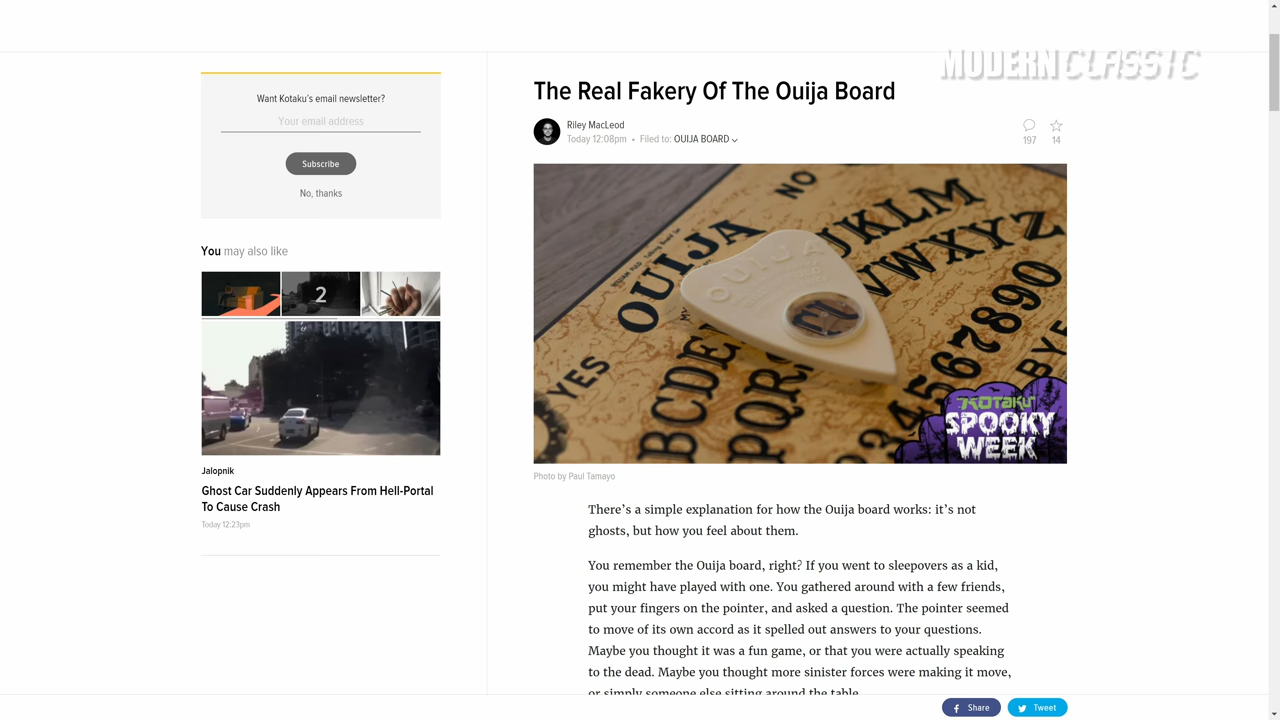 MODERN CLASSIC
Want Kotaku's email newsletter?
Your email address
Subscribe
No, thanks
You may also like
2
Jalopnik
Ghost Car Suddenly Appears From Hell-Portal
To Cause Crash
Today 12:23pm
The Real Fakery Of The Ouija Board
Riley MacLeod
Today 12:08pm • Filed to: OUIJA BOARD
197
14
NO
OUIJA
JKLM
OUIJA
VWXYZ
YES
BCDE
PQR
34567890
KOTAKU
SPOOKY
WEEK
Photo by Paul Tamayo
There's a simple explanation for how the Ouija board works: it's not
ghosts, but how you feel about them.
You remember the Ouija board, right? If you went to sleepovers as a kid,
you might have played with one. You gathered around with a few friends,
put your fingers on the pointer, and asked a question. The pointer seemed
to move of its own accord as it spelled out answers to your questions.
Maybe you thought it was a fun game, or that you were actually speaking
to the dead. Maybe you thought more sinister forces were making it move,
or simply someone else sitting around the table.
Share
Tweet